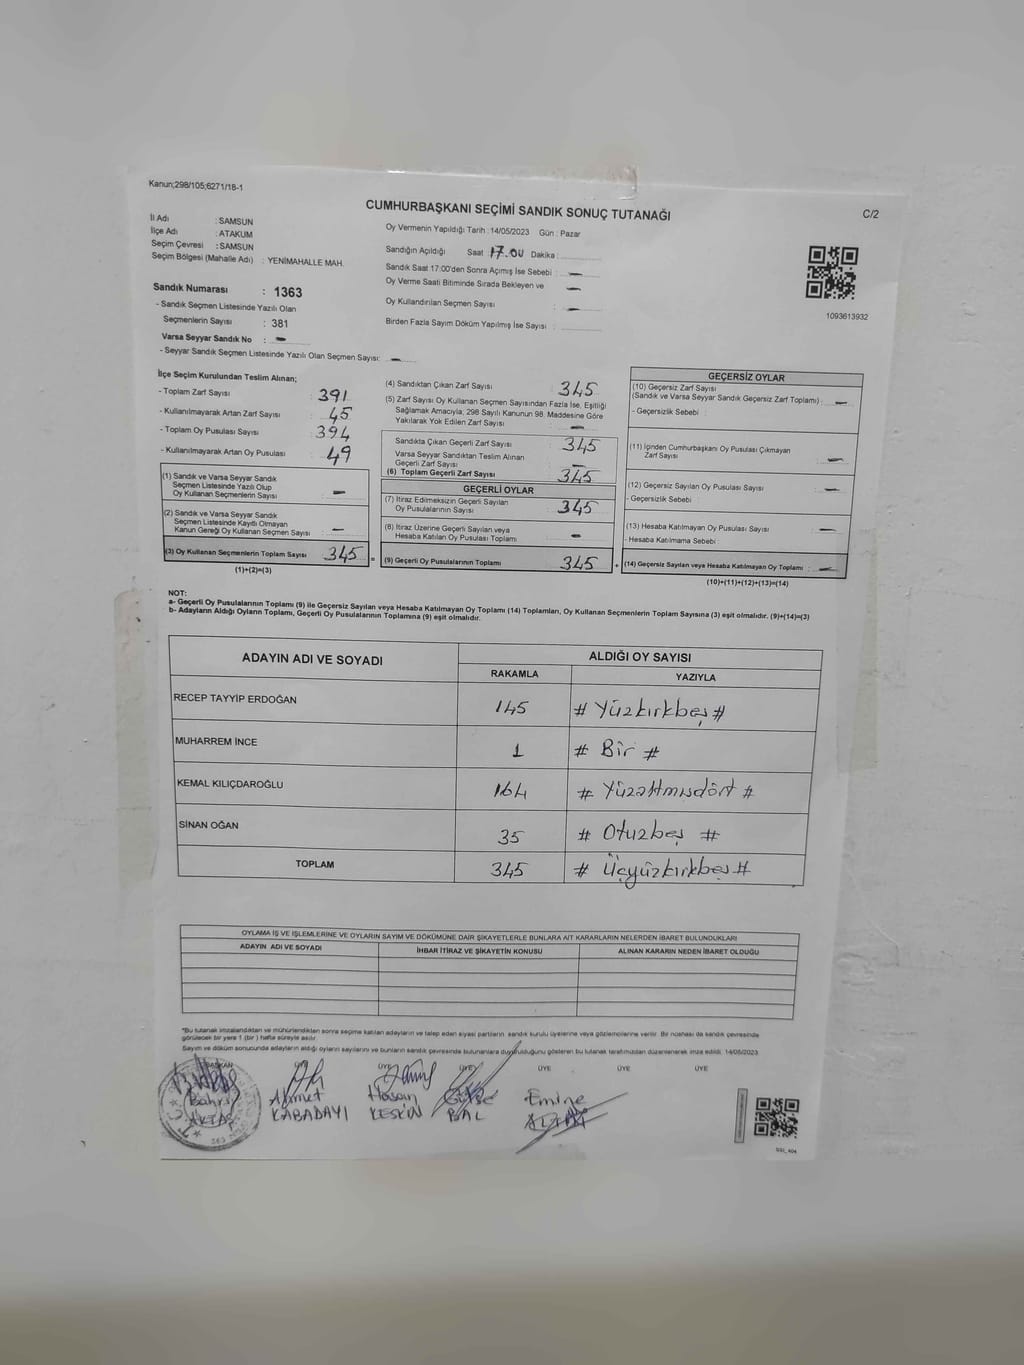 Kanun;298/105;6271/18-1
CUMHURBAŞKANI SEÇİMİ SANDIK SONUÇ TUTANAĞI
C/2
İl Adı : SAMSUN
İlçe Adı : ATAKUM
Seçim Çevresi : SAMSUN
Seçim Bölgesi (Mahalle Adı) : YENİMAHALLE MAH.
Sandık Numarası : 1363
- Sandık Seçmen Listesinde Yazılı Olan
Seçmenlerin Sayısı : 381
Varsa Seyyar Sandık No : -
- Seyyar Sandık Seçmen Listesinde Yazılı Olan Seçmen Sayısı: -
Oy Vermenin Yapıldığı Tarih : 14/05/2023 Gün : Pazar
Sandığın Açıldığı Saat 17.00 Dakika :
Sandık Saat 17:00'den Sonra Açımış İse Sebebi : -
Oy Verme Saati Bitiminde Sırada Bekleyen ve -
Oy Kullandırılan Seçmen Sayısı : -
Birden Fazla Sayım Döküm Yapılmış İse Sayısı :
1093613932
İlçe Seçim Kurulundan Teslim Alınan;
- Toplam Zarf Sayısı : 391
- Kullanılmayarak Artan Zarf Sayısı : 45
- Toplam Oy Pusulası Sayısı : 394
- Kullanılmayarak Artan Oy Pusulası : 49
(1) Sandık ve Varsa Seyyar Sandık
Seçmen Listesinde Yazılı Olup
Oy Kullanan Seçmenlerin Sayısı : -
(2) Sandık ve Varsa Seyyar Sandık
Seçmen Listesinde Kayıtlı Olmayan
Kanun Gereği Oy Kullanan Seçmen Sayısı : -
(3) Oy Kullanan Seçmenlerin Toplam Sayısı 345 =
(1)+(2)=(3)
(4) Sandıktan Çıkan Zarf Sayısı : 345
(5) Zarf Sayısı Oy Kullanan Seçmen Sayısından Fazla İse, Eşitliği
Sağlamak Amacıyla; 298 Sayılı Kanunun 98. Maddesine Göre
Yakılarak Yok Edilen Zarf Sayısı : -
Sandıkta Çıkan Geçerli Zarf Sayısı : 345
Varsa Seyyar Sandıktan Teslim Alınan
Geçerli Zarf Sayısı : -
(6) Toplam Geçerli Zarf Sayısı : 345
GEÇERLİ OYLAR
(7) İtiraz Edilmeksizin Geçerli Sayılan
Oy Pusulalarının Sayısı : 345
(8) İtiraz Üzerine Geçerli Sayılan veya
Hesaba Katılan Oy Pusulaları Toplamı : -
(9) Geçerli Oy Pusulalarının Toplamı : 345 +
GEÇERSİZ OYLAR
(10) Geçersiz Zarf Sayısı
(Sandık ve Varsa Seyyar Sandık Geçersiz Zarf Toplamı) : -
- Geçersizlik Sebebi :
(11) İçinden Cumhurbaşkanı Oy Pusulası Çıkmayan
Zarf Sayısı : -
(12) Geçersiz Sayılan Oy Pusulası Sayısı : -
- Geçersizlik Sebebi
(13) Hesaba Katılmayan Oy Pusulası Sayısı : -
- Hesaba Katılmama Sebebi :
(14) Geçersiz Sayılan veya Hesaba Katılmayan Oy Toplamı : -
(10)+(11)+(12)+(13)=(14)
NOT:
a- Geçerli Oy Pusulalarının Toplamı (9) ile Geçersiz Sayılan veya Hesaba Katılmayan Oy Toplamı (14) Toplamları, Oy Kullanan Seçmenlerin Toplam Sayısına (3) eşit olmalıdır. (9)+(14)=(3)
b- Adayların Aldığı Oyların Toplamı, Geçerli Oy Pusulalarının Toplamına (9) eşit olmalıdır.
ADAYIN ADI VE SOYADI
ALDIĞI OY SAYISI
RAKAMLA YAZIYLA
RECEP TAYYİP ERDOĞAN 145 # Yüzkırkbeş #
MUHARREM İNCE 1 # Bir #
KEMAL KILIÇDAROĞLU 164 # Yüzaltmışdört #
SİNAN OĞAN 35 # Otuzbeş #
TOPLAM 345 # Üçyüzkırkbeş #
OYLAMA İŞ VE İŞLEMLERİNE VE OYLARIN SAYIM VE DÖKÜMÜNE DAİR ŞİKAYETLERLE BUNLARA AİT KARARLARIN NELERDEN İBARET BULUNDUKLARI
ADAYIN ADI VE SOYADI İHBAR İTİRAZ VE ŞİKAYETİN KONUSU ALINAN KARARIN NEDEN İBARET OLDUĞU
*Bu tutanak imzalandıktan ve mühürlendikten sonra seçime katılan adayların ve talep eden siyasi partilerin sandık kurulu üyelerine veya gözlemcilerine verilir. Bir nüshası da sandık çevresinde
görülecek bir yere 1 (bir) hafta süreyle asılır.
Sayım ve döküm sonucunda adayların aldığı oyların sayılarını ve bunların sandık çevresinde bulunanlara duyurulduğunu gösteren bu tutanak tarafımızdan düzenlenerek imza edildi. 14/05/2023
BAŞKAN ÜYE ÜYE ÜYE ÜYE ÜYE ÜYE
Bahri Ahmet Hasan Emine
AKTAŞ KABADAYI KESKİN BAL